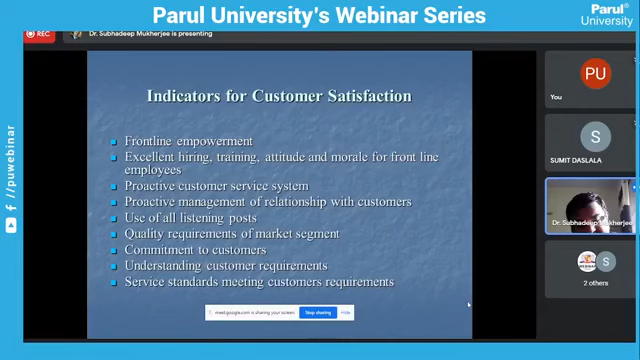 Parul University's Webinar Series
Parul®
University
REC
Dr. Subhadeep Mukherjee is presenting
Indicators for Customer Satisfaction
Frontline empowerment
Excellent hiring, training, attitude and morale for front line
employees
Proactive customer service system
Proactive management of relationship with customers
Use of all listening posts
Quality requirements of market segment
Commitment to customers
Understanding customer requirements
Service standards meeting customers requirements
meet.google.com is sharing your screen.
Stop sharing
Hide
PU
You
S
SUMIT DASLALA
Dr. Subhadeep Mukherjee
S
2 others
/puwebinar